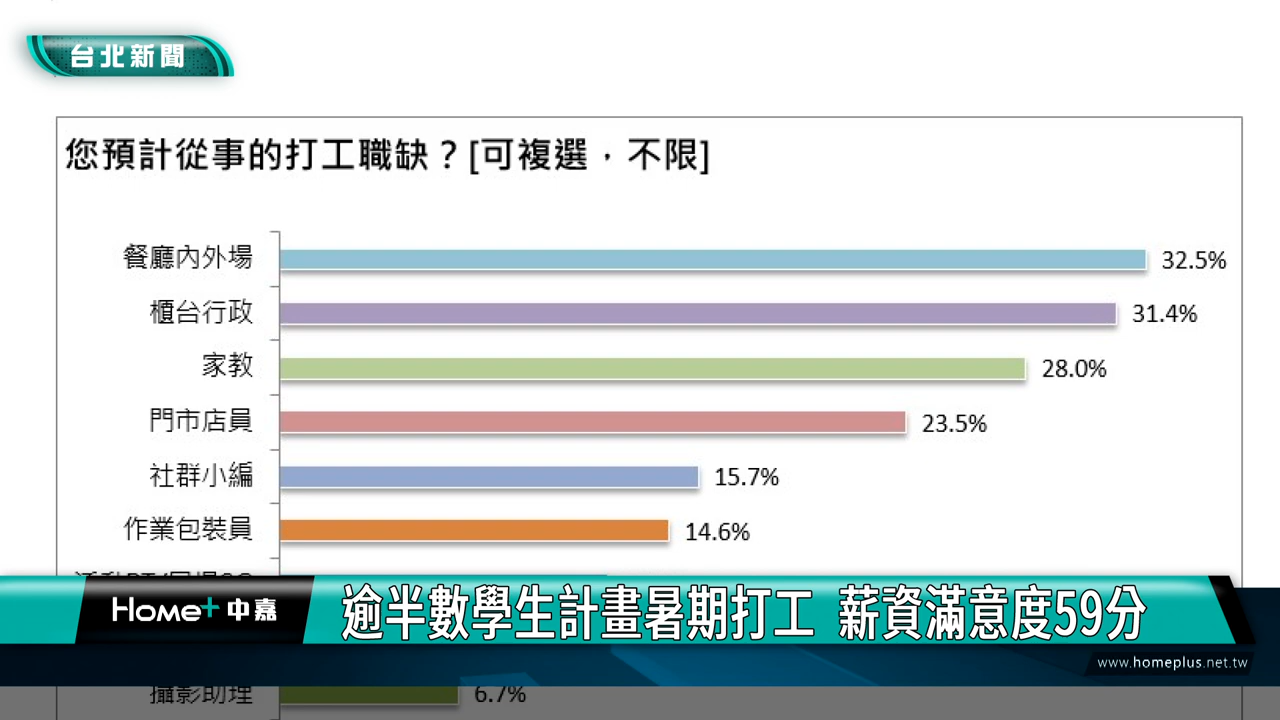 台北新聞
您預計從事的打工職缺？[可複選，不限]
餐廳內外場 32.5%
櫃台行政 31.4%
家教 28.0%
門市店員 23.5%
社群小編 15.7%
作業包裝員 14.6%
Home+中嘉
逾半數學生計畫暑期打工 薪資滿意度59分
www.homeplus.net.tw
攝影助理 6.7%